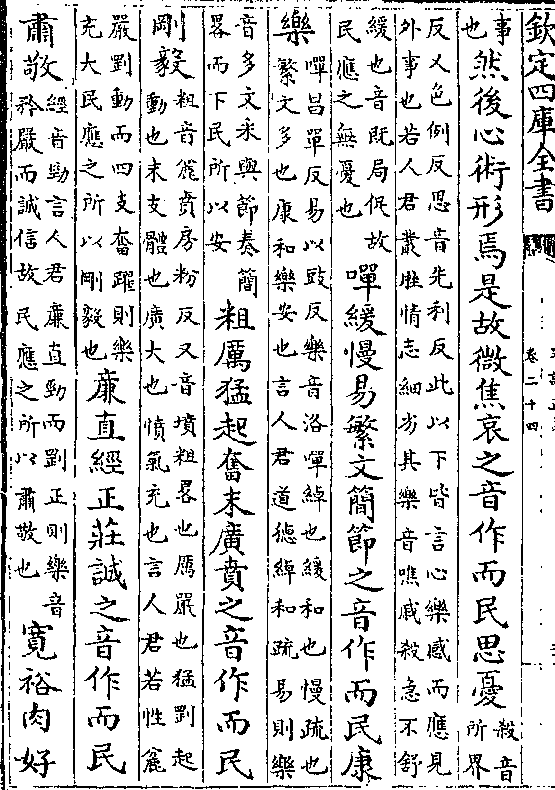 欽定四庫全書
卷二十四
事
也
然後心術形焉是故微焦衰之音作而民思憂
殺音
所界
反乂色例反思音先利反此以下皆言心樂感而應見
外事也若人君叢脞情志細劣其樂音噍戚殺急不舒
緩也音既局促故
民應之無憂也
嘽緩慢易繁文簡節之音作而民康
樂
嘽昌單反易以豉反樂音洛嘽綽也緩和也慢疏也
繁文多也康和樂安也言人君道德綽和疏易則樂
音多文采與節奏簡
畧而下民所以安
粗厲猛起奮末廣賁之音作而民
剛毅
粗音麄賁房粉反又音墳粗畧也厲嚴也猛剛起
動也末支體也廣大也憤氣充也言人君若性麄
嚴剛動而四支奮躍則樂
充大民應之所以剛毅也
廉直經正莊誠之音作而民
肅敬
經音勁言人君廉直勁而剛正則樂音
矜嚴而誠信故民應之所以肅敬也
寛裕肉好